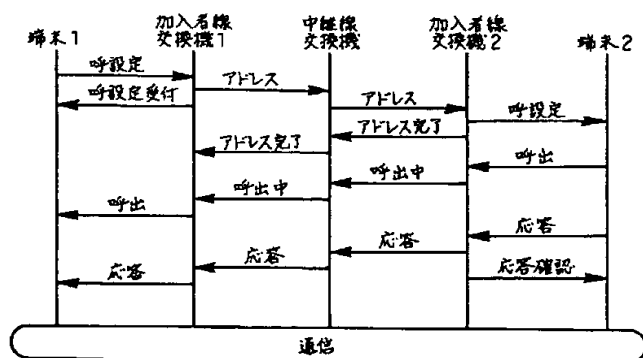 端末1
加入者線
交換機1
中継線
交換機
加入者線
交換機2
端末2
呼設定
アドレス
呼設定受付
アドレス
呼設定
アドレス完了
アドレス完了
呼出
呼出中
呼出中
呼出
応答
応答
応答
応答
応答確認
通信